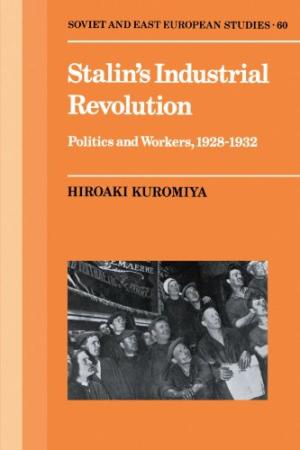 SOVIET AND EAST EUROPEAN STUDIES · 60
Stalin's Industrial
Revolution
Politics and Workers, 1928-1932
HIROAKI KUROMIYA